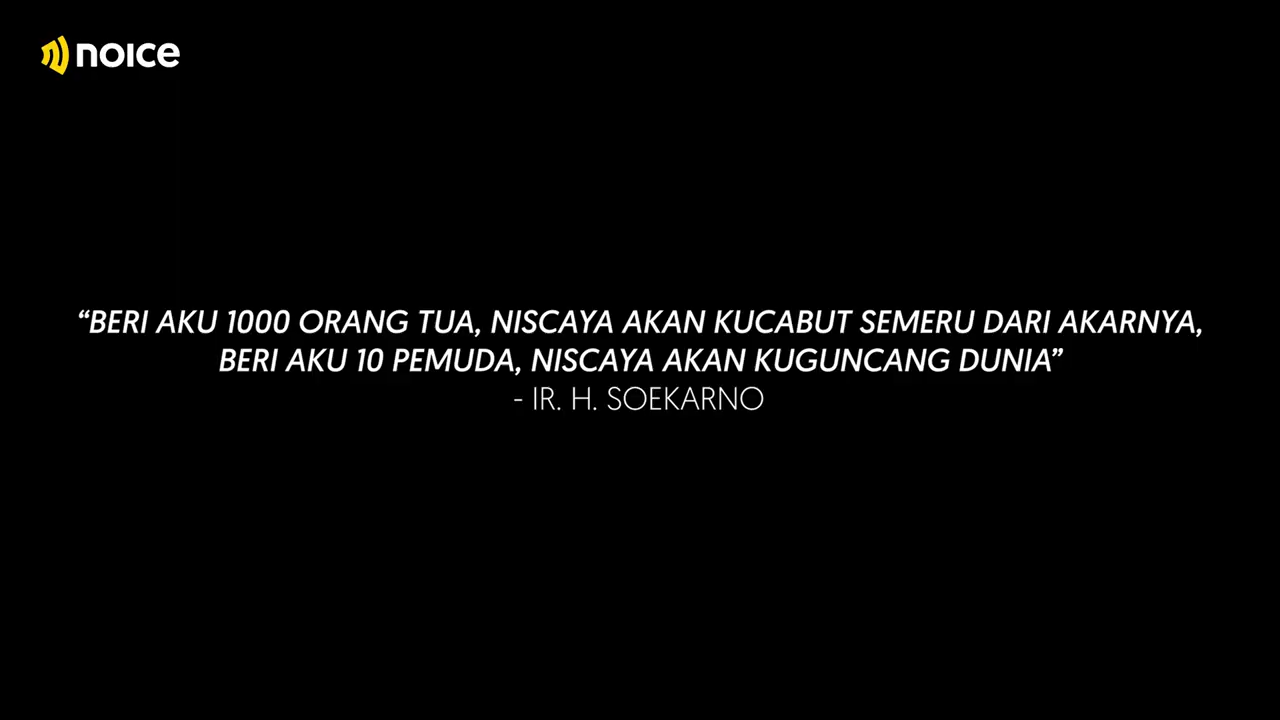 noice
“BERI AKU 1000 ORANG TUA, NISCAYA AKAN KUCABUT SEMERU DARI AKARNYA,
BERI AKU 10 PEMUDA, NISCAYA AKAN KUGUNCANG DUNIA”
- IR. H. SOEKARNO